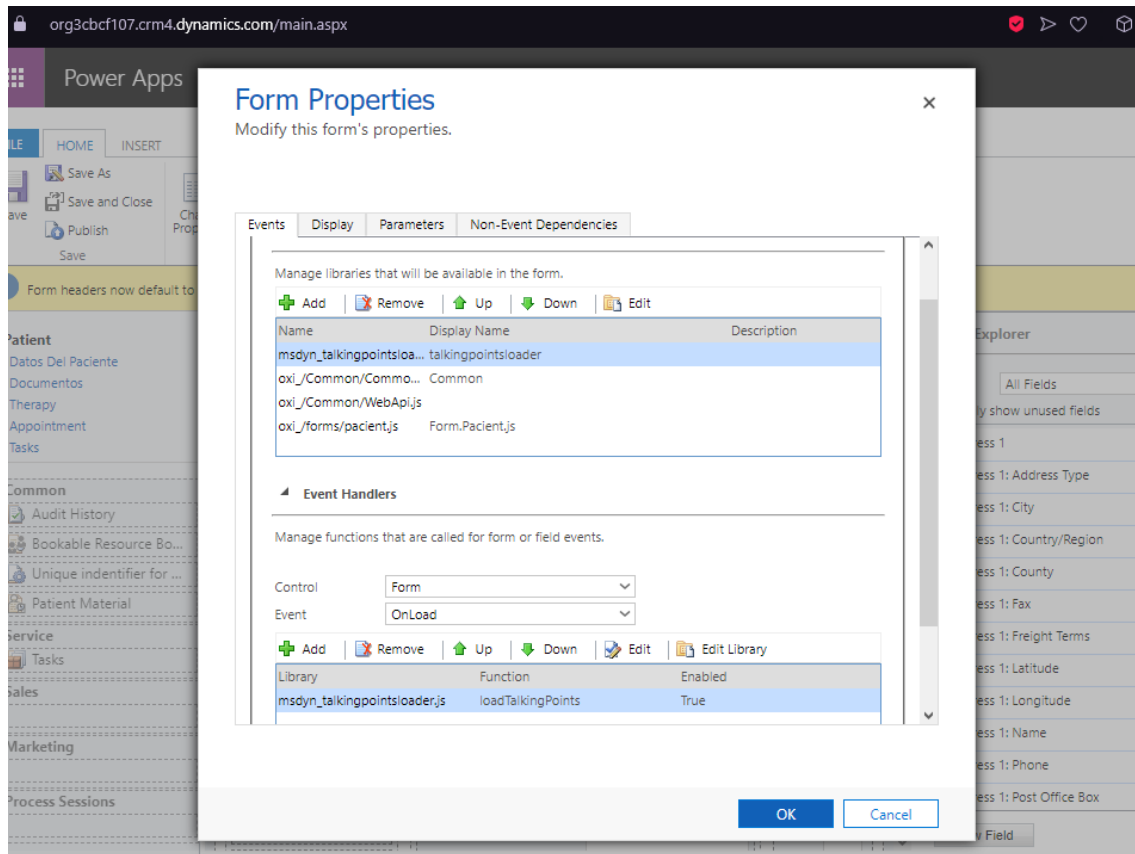 org3cbcf107.crm4.dynamics.com/main.aspx
Power Apps
HOME INSERT
Save As
Save and Close
Publish
Save
Form headers now default to
Patient
Datos Del Paciente
Documentos
Therapy
Appointment
Tasks
Common
Audit History
Bookable Resource Bo...
Unique indentifier for ...
Patient Material
Service
Tasks
Sales
Marketing
Process Sessions
Form Properties
Modify this form's properties.
Events Display Parameters Non-Event Dependencies
Manage libraries that will be available in the form.
Add Remove Up Down Edit
Name Display Name Description
msdyn_talkingpointsloa... talkingpointsloader
oxi_/Common/Commo... Common
oxi_/Common/WebApi.js
oxi_/forms/pacient.js Form.Pacient.js
Event Handlers
Manage functions that are called for form or field events.
Control Form
Event OnLoad
Add Remove Up Down Edit Edit Library
Library Function Enabled
msdyn_talkingpointsloader.js loadTalkingPoints True
OK Cancel
Explorer
All Fields
show unused fields
ess 1
ess 1: Address Type
ess 1: City
ess 1: Country/Region
ess 1: County
ess 1: Fax
ess 1: Freight Terms
ess 1: Latitude
ess 1: Longitude
ess 1: Name
ess 1: Phone
ess 1: Post Office Box
Field